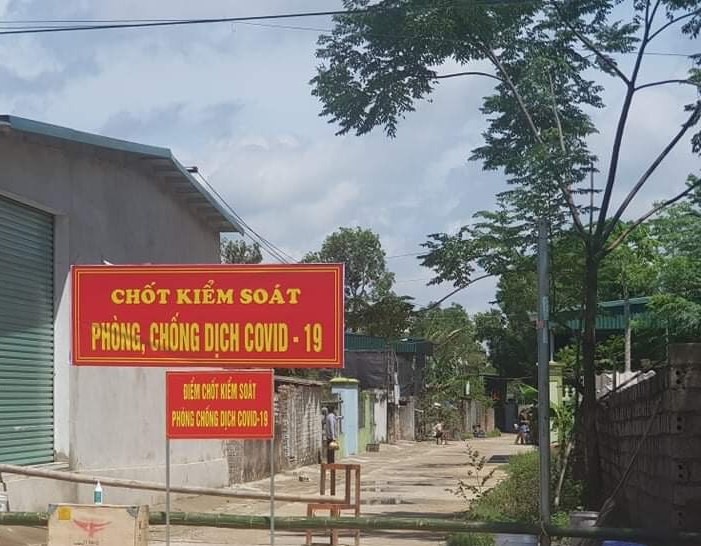 CHỐT KIỂM SOÁT
PHÒNG, CHỐNG DỊCH COVID - 19
ĐIỂM CHỐT KIỂM SOÁT
PHÒNG CHỐNG DỊCH COVID-19